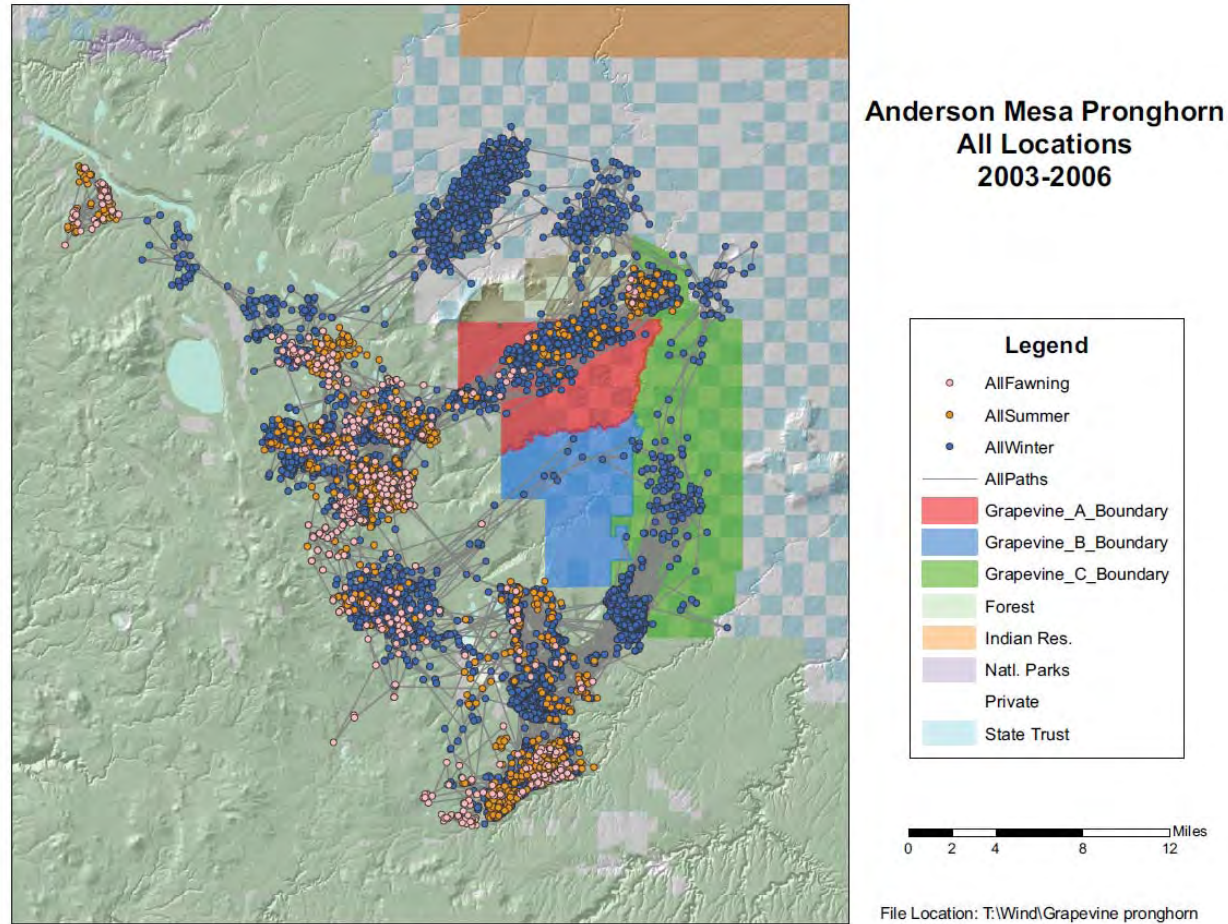 Anderson Mesa Pronghorn
All Locations
2003-2006
Legend
AllFawning
AllSummer
AllWinter
AllPaths
Grapevine_A_Boundary
Grapevine_B_Boundary
Grapevine_C_Boundary
Forest
Indian Res.
Natl. Parks
Private
State Trust
Miles
0 2 4 8 12
File Location: T:\Wind\Grapevine pronghorn